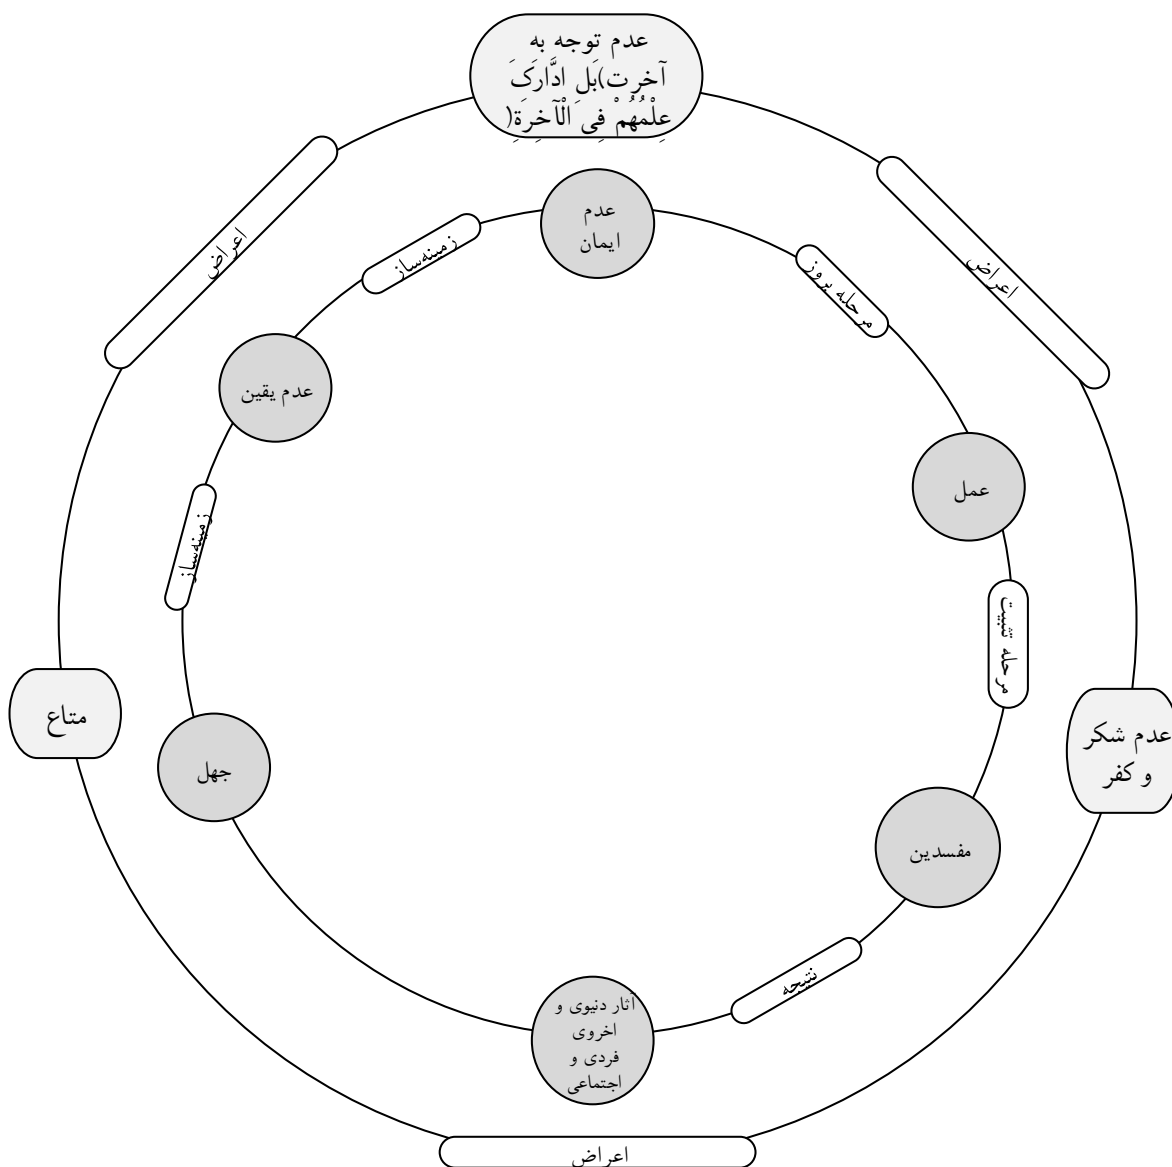 عدم توجه به
آخرت)بَلِ ادَّارَکَ
عِلْمُهُمْ فِی الْآخِرَةِ(
اعراض
اعراض
عدم
ایمان
زمینه‌ساز
مرحله بروز
عدم یقین
عمل
زمینه‌ساز
مرحله تثبیت
متاع
عدم شکر
و کفر
جهل
مفسدین
نتیجه
آثار دنیوی و
اخروی
فردی و
اجتماعی
اعراض